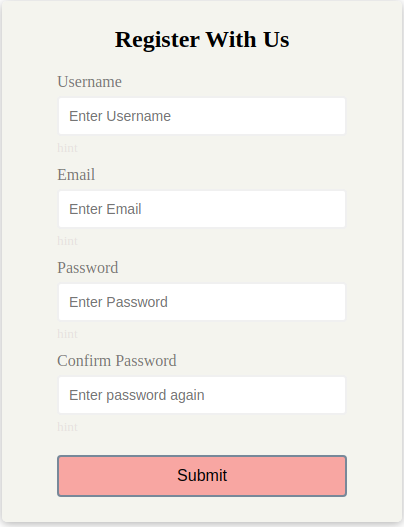 Register With Us
Username
Enter Username
hint
Email
Enter Email
hint
Password
Enter Password
hint
Confirm Password
Enter password again
hint
Submit